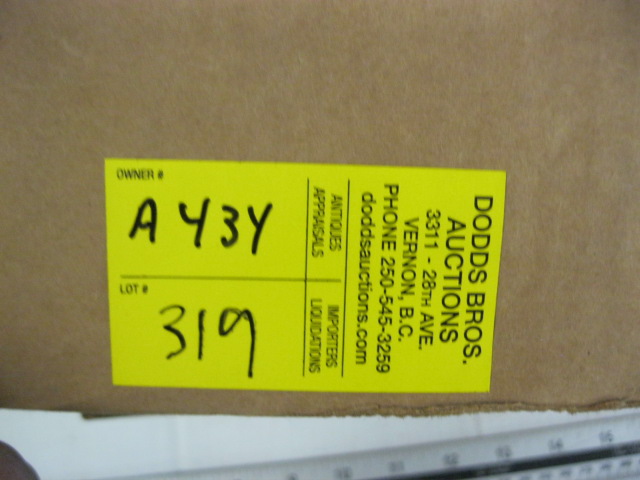 OWNER #
A 434
LOT #
319
ANTIQUES
APPRAISALS
IMPORTERS
LIQUIDATIONS
DODDS BROS.
AUCTIONS
3311 - 28TH AVE.
VERNON, B.C.
PHONE 250-545-3259
doddsauctions.com